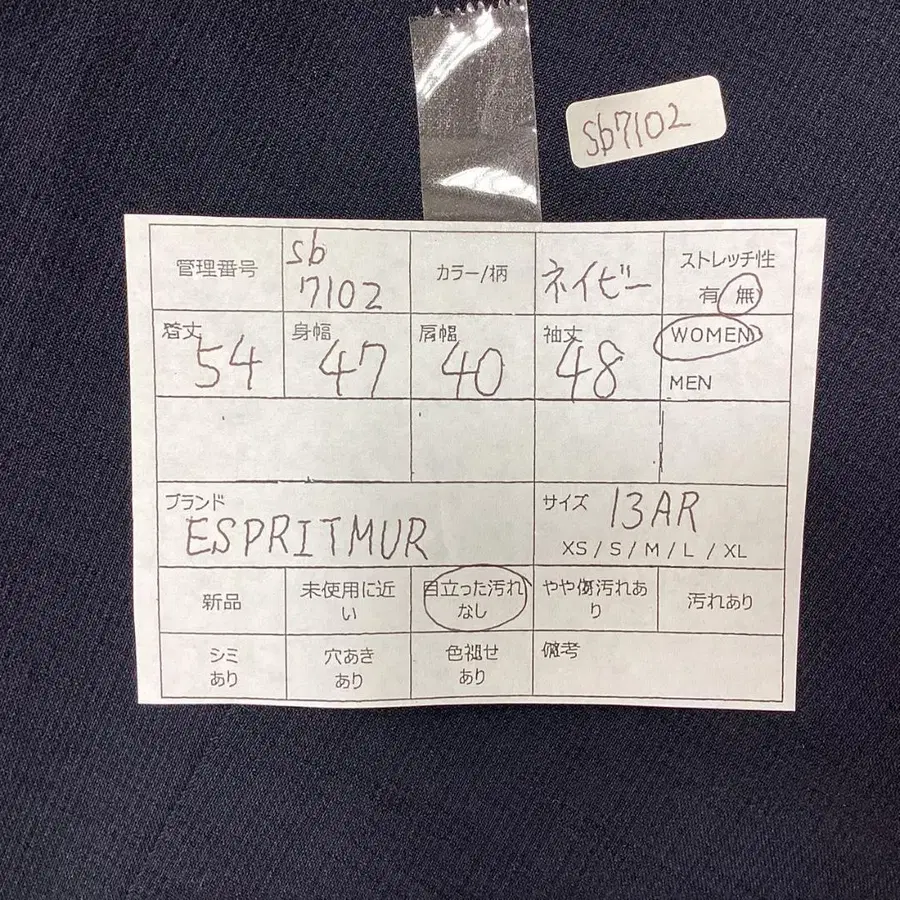 sb7102
管理番号
sb
7102
カラー/柄
ネイビー
ストレッチ性
有 無
着丈
54
身幅
47
肩幅
40
袖丈
48
WOMEN
MEN
ブランド
ESPRITMUR
サイズ 13AR
XS / S / M / L / XL
新品
未使用に近
い
目立った汚れ
なし
やや傷汚れあ
り
汚れあり
シミ
あり
穴あき
あり
色褪せ
あり
備考